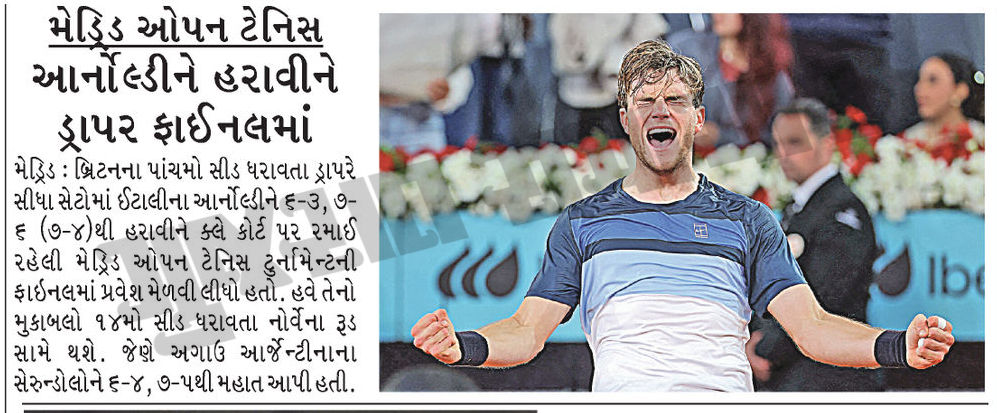 મેડ્રિડ ઓપન ટેનિસ
આર્નોલ્ડીને હરાવીને
ડ્રાપર ફાઈનલમાં
મેડ્રિડ : બ્રિટનના પાંચમો સીડ ધરાવતા ડ્રાપરે
સીધા સેટોમાં ઈટાલીના આર્નોલ્ડીને ૬-૩, ૭-
૬ (૭-૪)થી હરાવીને ક્લે કોર્ટ પર રમાઈ
રહેલી મેડ્રિડ ઓપન ટેનિસ ટુર્નામેન્ટની
ફાઈનલમાં પ્રવેશ મેળવી લીધો હતો. હવે તેનો
મુકાબલો ૧૪મો સીડ ધરાવતા નોર્વેના રૂડ
સામે થશે. જેણે અગાઉ આર્જેન્ટીનાના
સેરુન્ડોલોને ૬-૪, ૭-૫થી મહાત આપી હતી.
Ibe